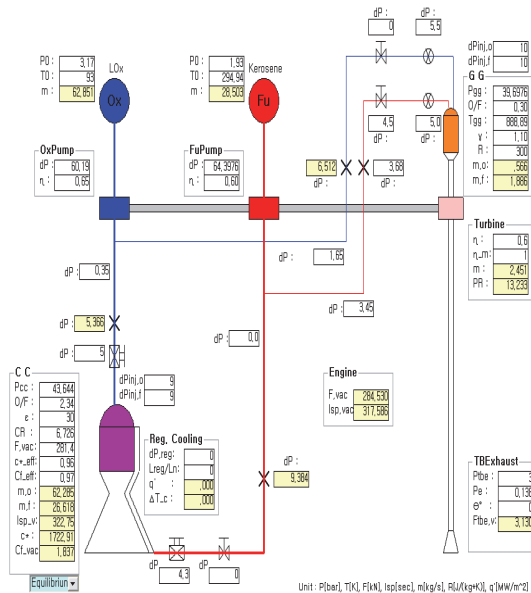 dP :
dP :
0
5,5
dPinj,o 10
dPinj,f 10
P0 : 3,17
T0 : 93
m : 62,851
LOx
Ox
P0 : 1,93
T0 : 294,94
m : 28,503
Kerosene
Fu
4,5
5,0
dP :
dP :
G G
Pgg : 39,6976
O/F : 0,30
Tgg : 888,89
γ : 1,10
R : 300
m,o : ,566
m,f : 1,886
OxPump
dP : 60,19
η : 0,65
FuPump
dP : 64,3976
η : 0,60
6,512
dP :
3,68
dP :
Turbine
η : 0,6
η_m: 1
m : 2,451
PR : 13,233
dP : 0,35
dP : 1,65
dP : 5,366
dP : 3,45
dP : 5
dP : 0,0
C C
Pcc : 43,644
O/F : 2,34
ε : 30
CR : 6,726
F,vac : 281,4
c*_eff: 0,96
Cf_eff: 0,97
m,o : 62,285
m,f : 26,618
Isp_v: 322,75
c* : 1722,91
Cf_vac : 1,837
Equilibriun
dPinj,o 9
dPinj,f 9
Engine
F,vac 284,530
Isp,vac 317,586
Reg, Cooling
dP,reg: 0
Lreg/Ln: 0
q' : ,000
ΔT_c : ,000
dP :
9,384
TBExhaust
Ptbe : 3
Pe : 0,136
θ* : 0
Ftbe,v: 3,130
dP 4,3
dP 0
Unit : P[bar], T[K], F[kN], Isp[sec], m[kg/s], R[J/(kg*K)], q'[MW/m^2]